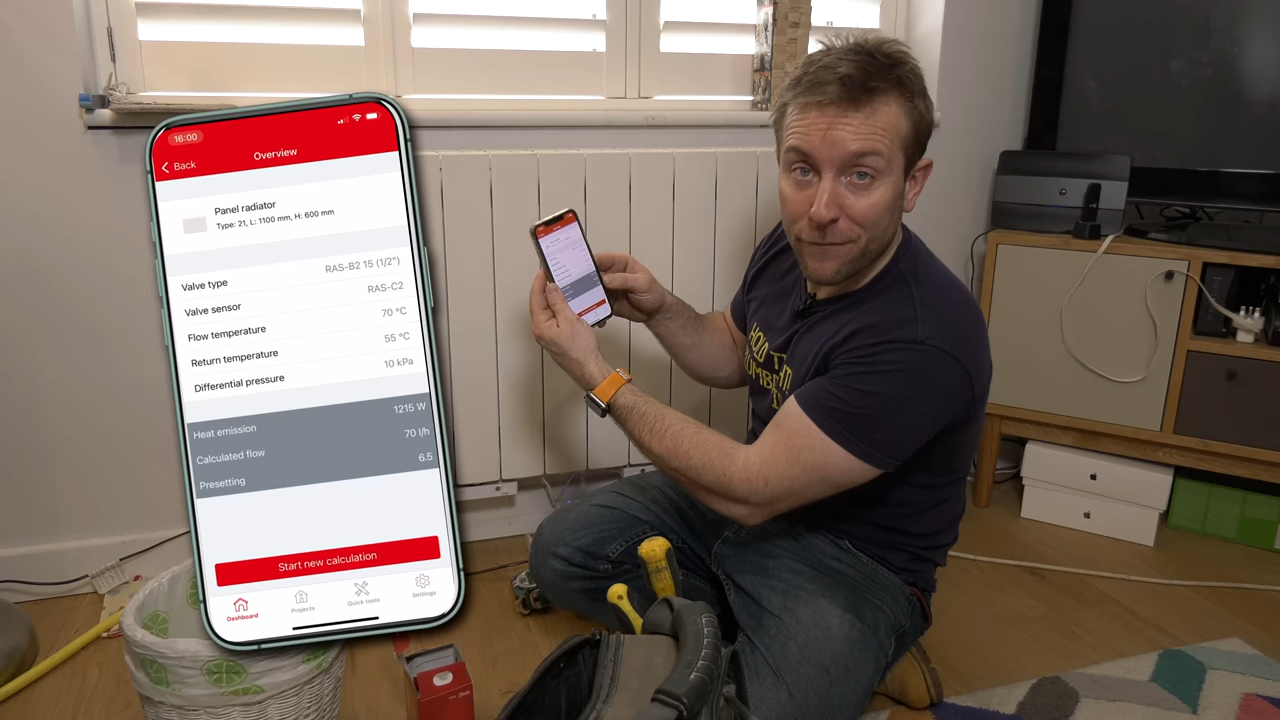 16:00
Back
Overview
Panel radiator
Type: 21, L: 1100 mm, H: 600 mm
Valve type RAS-B2 15 (1/2")
Valve sensor RAS-C2
Flow temperature 70 °C
Return temperature 55 °C
Differential pressure 10 kPa
Heat emission 1215 W
Calculated flow 70 l/h
Presetting 6.5
Start new calculation
Dashboard
Projects
Quick tools
Settings
HOLD